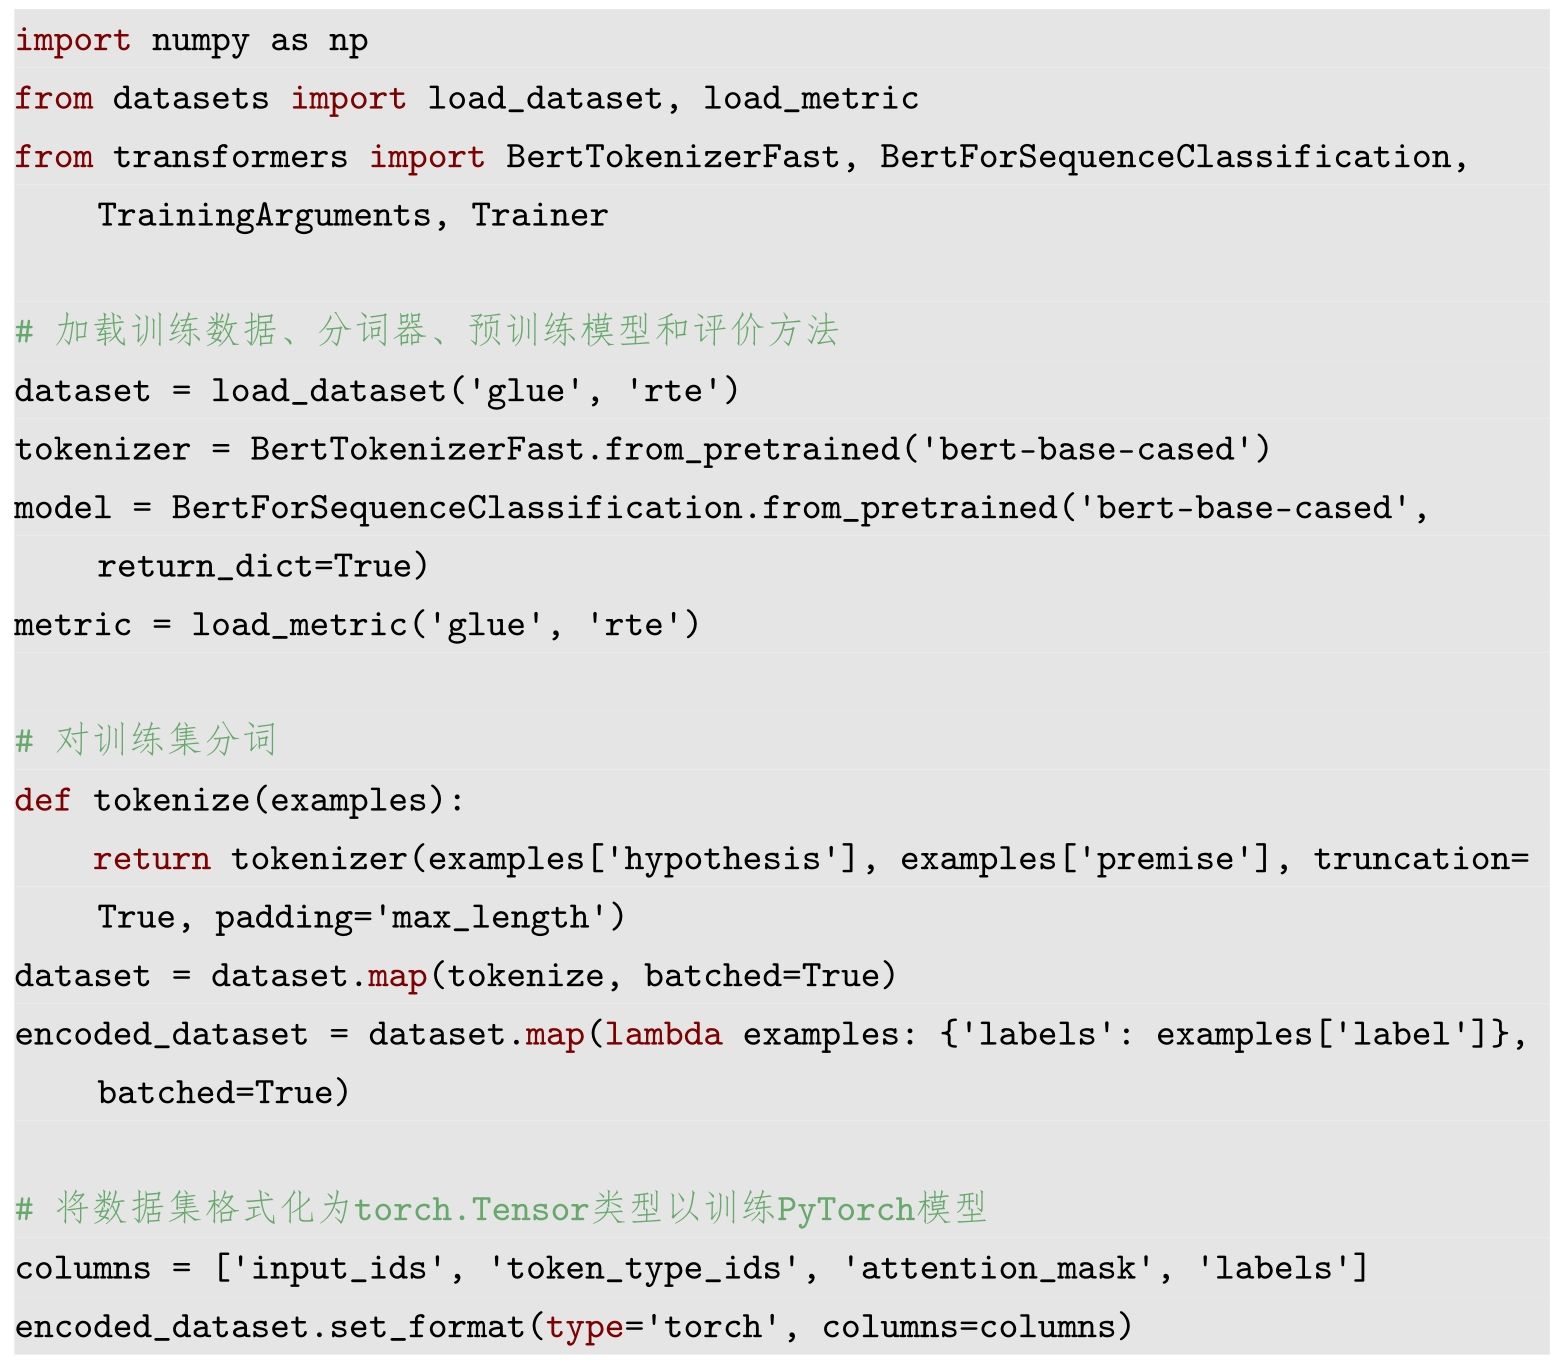 import numpy as np
from datasets import load_dataset, load_metric
from transformers import BertTokenizerFast, BertForSequenceClassification,
TrainingArguments, Trainer
# 加载训练数据、分词器、预训练模型和评价方法
dataset = load_dataset('glue', 'rte')
tokenizer = BertTokenizerFast.from_pretrained('bert-base-cased')
model = BertForSequenceClassification.from_pretrained('bert-base-cased',
return_dict=True)
metric = load_metric('glue', 'rte')
# 对训练集分词
def tokenize(examples):
return tokenizer(examples['hypothesis'], examples['premise'], truncation=
True, padding='max_length')
dataset = dataset.map(tokenize, batched=True)
encoded_dataset = dataset.map(lambda examples: {'labels': examples['label']},
batched=True)
# 将数据集格式化为torch.Tensor类型以训练PyTorch模型
columns = ['input_ids', 'token_type_ids', 'attention_mask', 'labels']
encoded_dataset.set_format(type='torch', columns=columns)